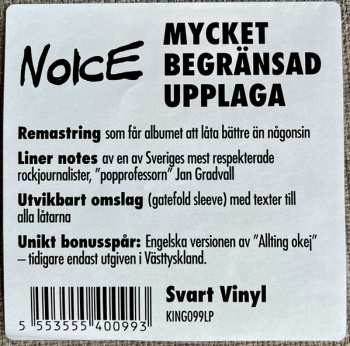 NOICE
MYCKET
BEGRÄNSAD
UPPLAGA
Remastring som får albumet att låta bättre än någonsin
Liner notes av en av Sveriges mest respekterade
rockjournalister, ”popprofessorn” Jan Gradvall
Utvikbart omslag (gatefold sleeve) med texter till
alla låtarna
Unikt bonusspår: Engelska versionen av ”Allting okej”
– tidigare endast utgiven i Västtyskland.
5 553555 400993
Svart Vinyl
KING099LP